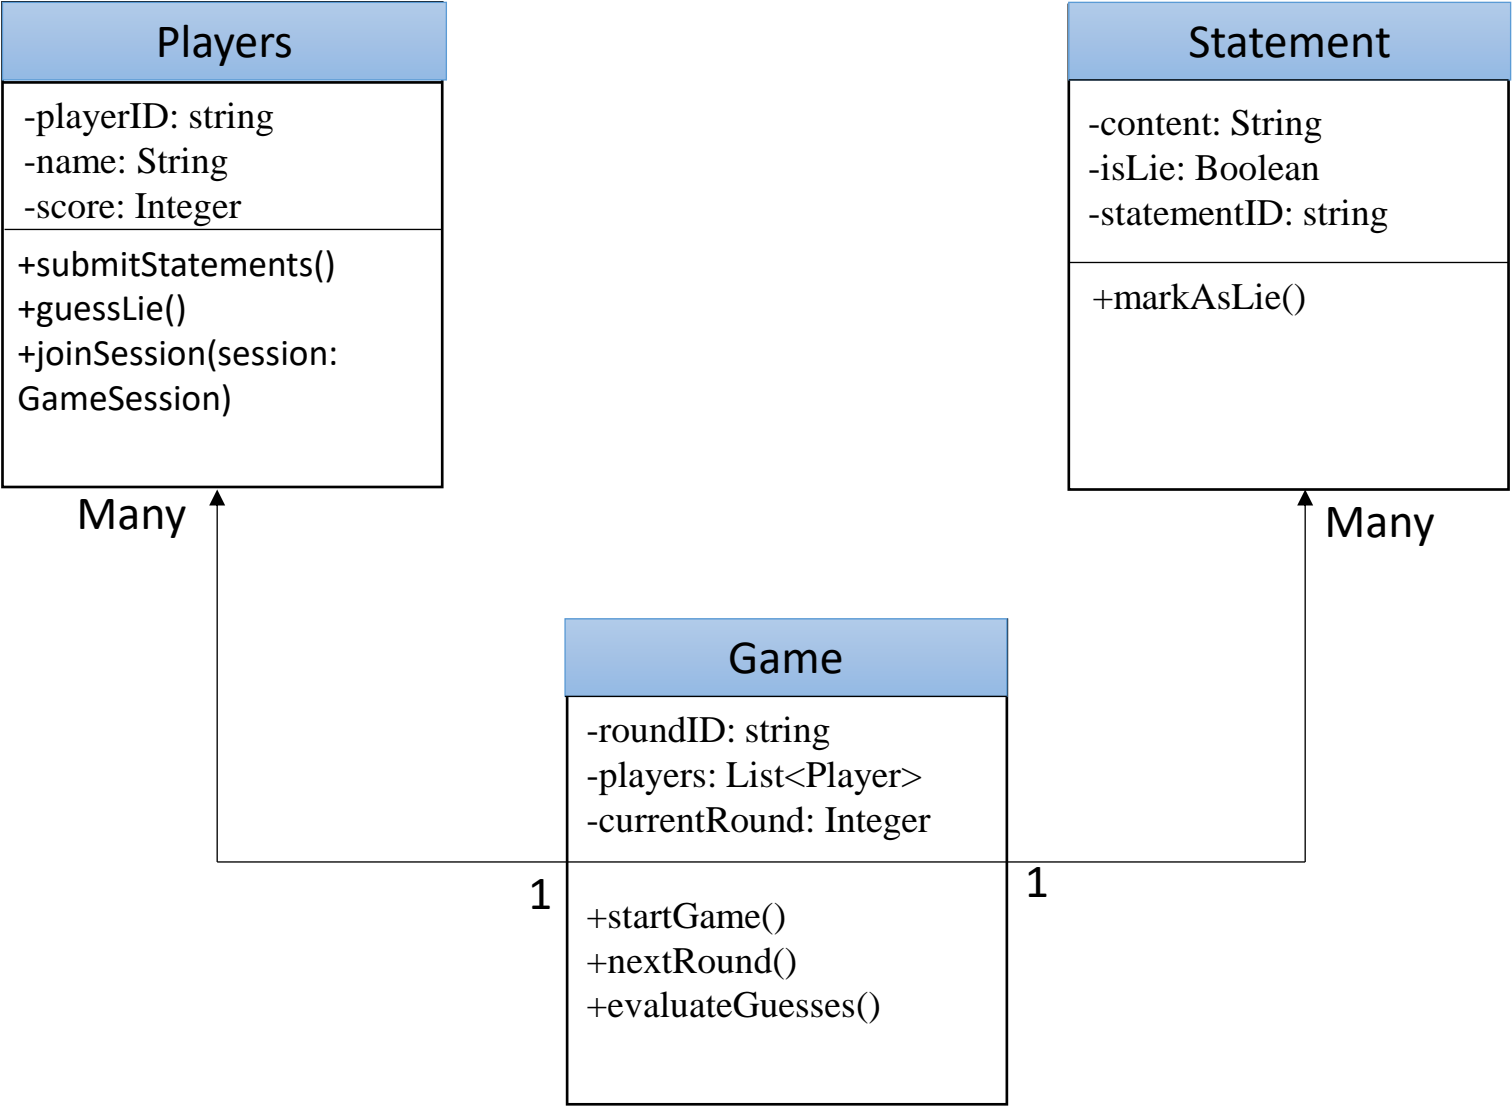 Players
-playerID: string
-name: String
-score: Integer
+submitStatements()
+guessLie()
+joinSession(session:
GameSession)
Many
Statement
-content: String
-isLie: Boolean
-statementID: string
+markAsLie()
Many
Game
-roundID: string
-players: List<Player>
-currentRound: Integer
1
1
+startGame()
+nextRound()
+evaluateGuesses()